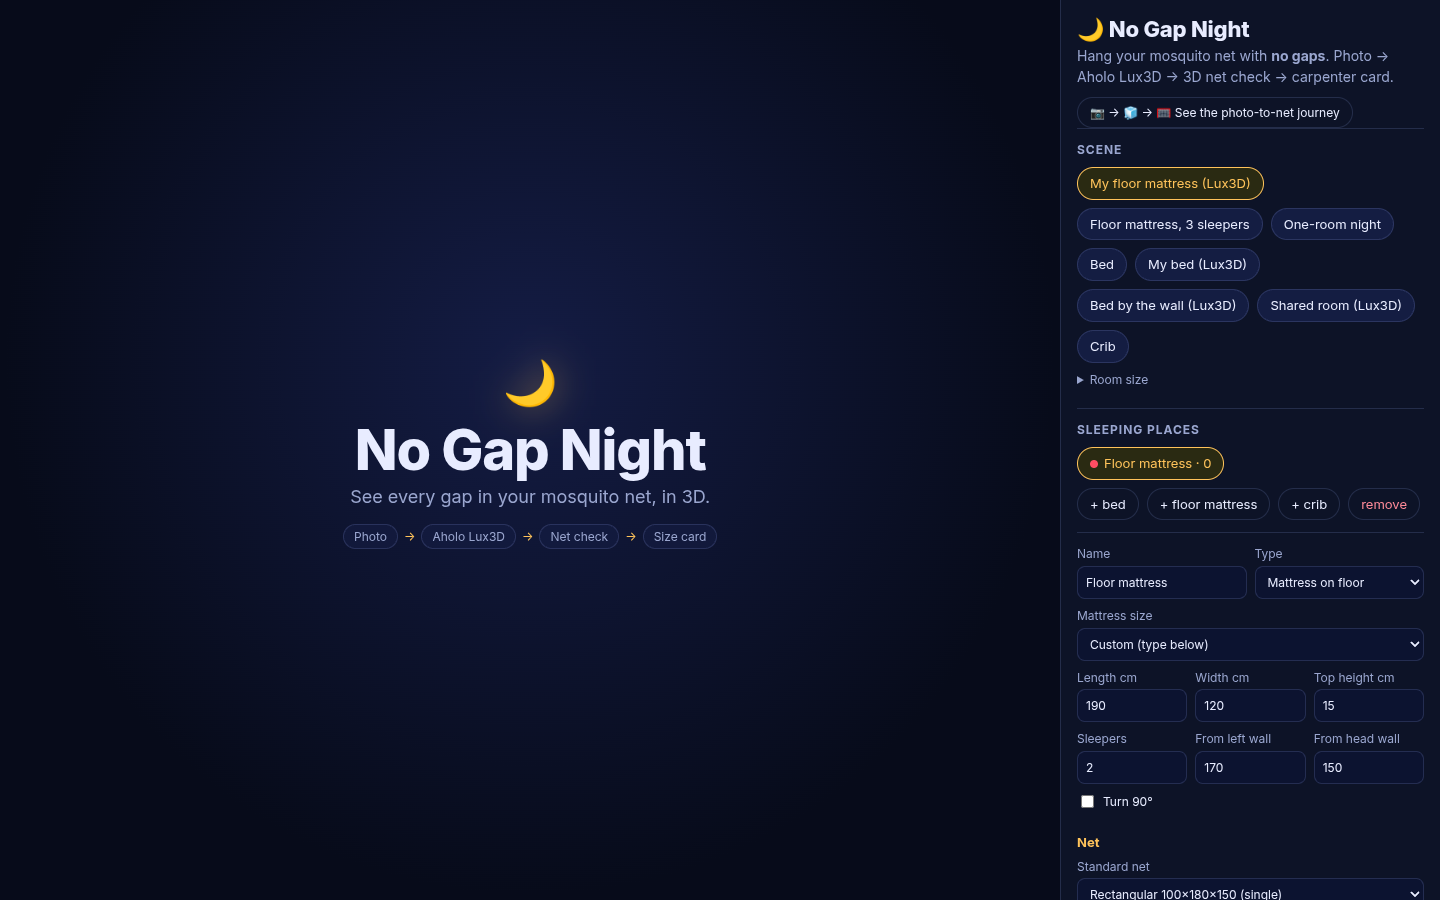 No Gap Night
See every gap in your mosquito net, in 3D.
Photo → Aholo Lux3D → Net check → Size card
🌙 No Gap Night
Hang your mosquito net with no gaps. Photo →
Aholo Lux3D → 3D net check → carpenter card.
📷 → 🧊 → 🥅 See the photo-to-net journey
SCENE
My floor mattress (Lux3D)
Floor mattress, 3 sleepers
One-room night
Bed
My bed (Lux3D)
Bed by the wall (Lux3D)
Shared room (Lux3D)
Crib
▶ Room size
SLEEPING PLACES
Floor mattress · 0
+ bed
+ floor mattress
+ crib
remove
Name
Type
Floor mattress
Mattress on floor
Mattress size
Custom (type below)
Length cm
Width cm
Top height cm
190
120
15
Sleepers
From left wall
From head wall
2
170
150
Turn 90°
Net
Standard net
Rectangular 100×180×150 (single)